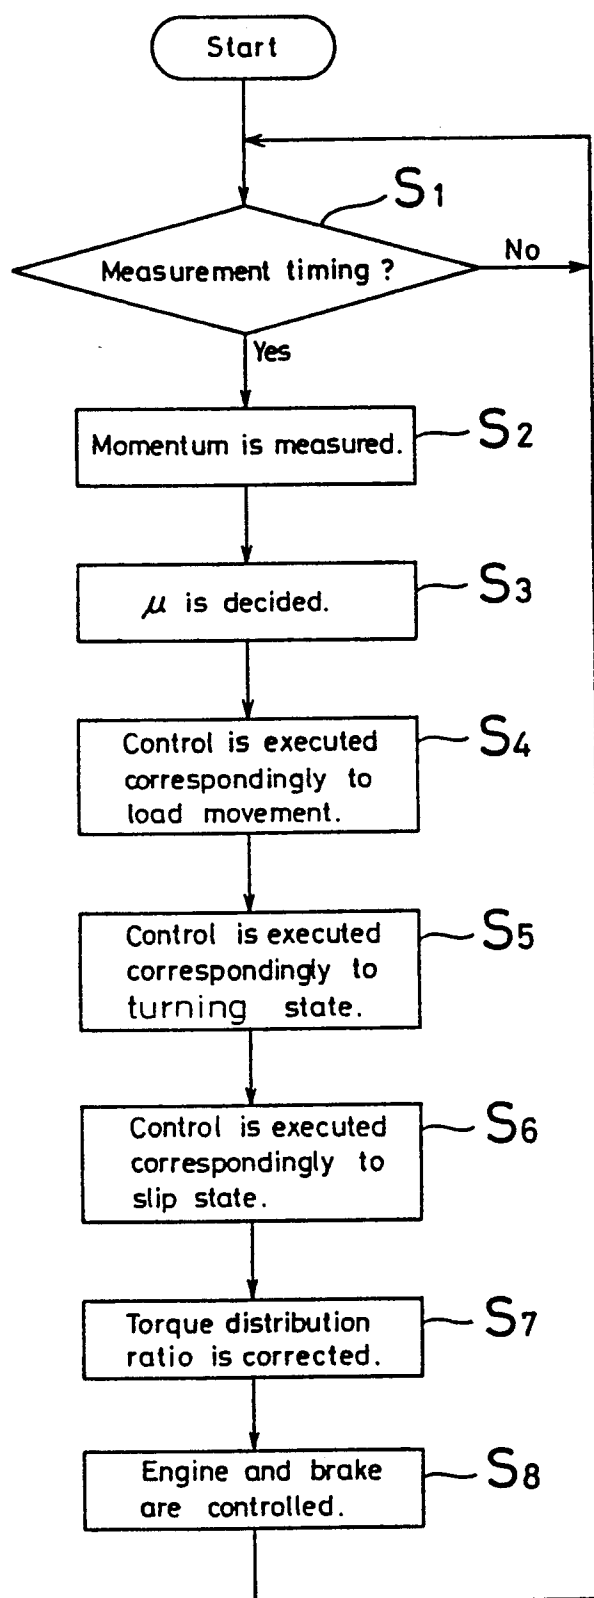 Start
S1
Measurement timing ?
No
Yes
Momentum is measured.
S2
μ is decided.
S3
Control is executed
correspondingly to
load movement.
S4
Control is executed
correspondingly to
turning state.
S5
Control is executed
correspondingly to
slip state.
S6
Torque distribution
ratio is corrected.
S7
Engine and brake
are controlled.
S8